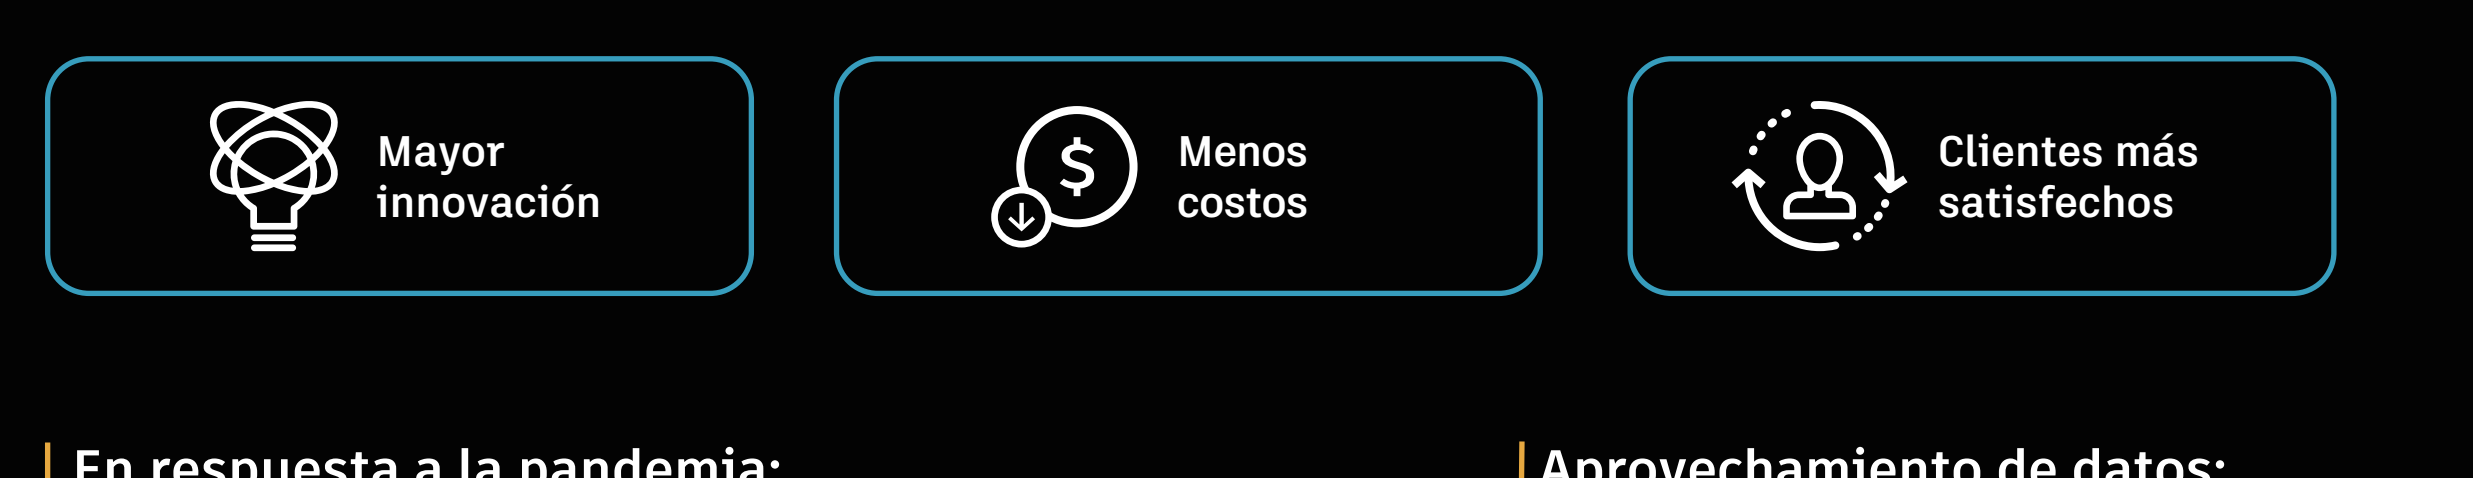 Mayor
innovación
$
Menos
costos
Clientes más
satisfechos
En respuesta a la pandemia:
Aprovechamiento de datos: